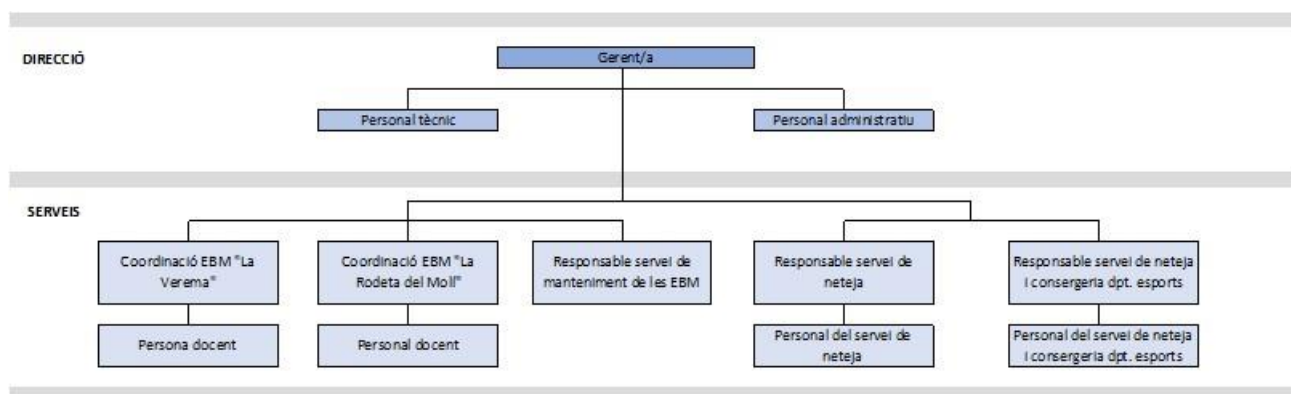 DIRECCIÓ
Gerent/a
Personal tècnic
Personal administratiu
SERVEIS
Coordinació EBM "La
Verema"
Coordinació EBM "La
Rodeta del Molí"
Responsable servei de
manteniment de les EBM
Responsable servei de
neteja
Responsable servei de neteja
i consergeria dpt. esports
Persona docent
Personal docent
Personal del servei de
neteja
Personal del servei de neteja
i consergeria dpt. esports